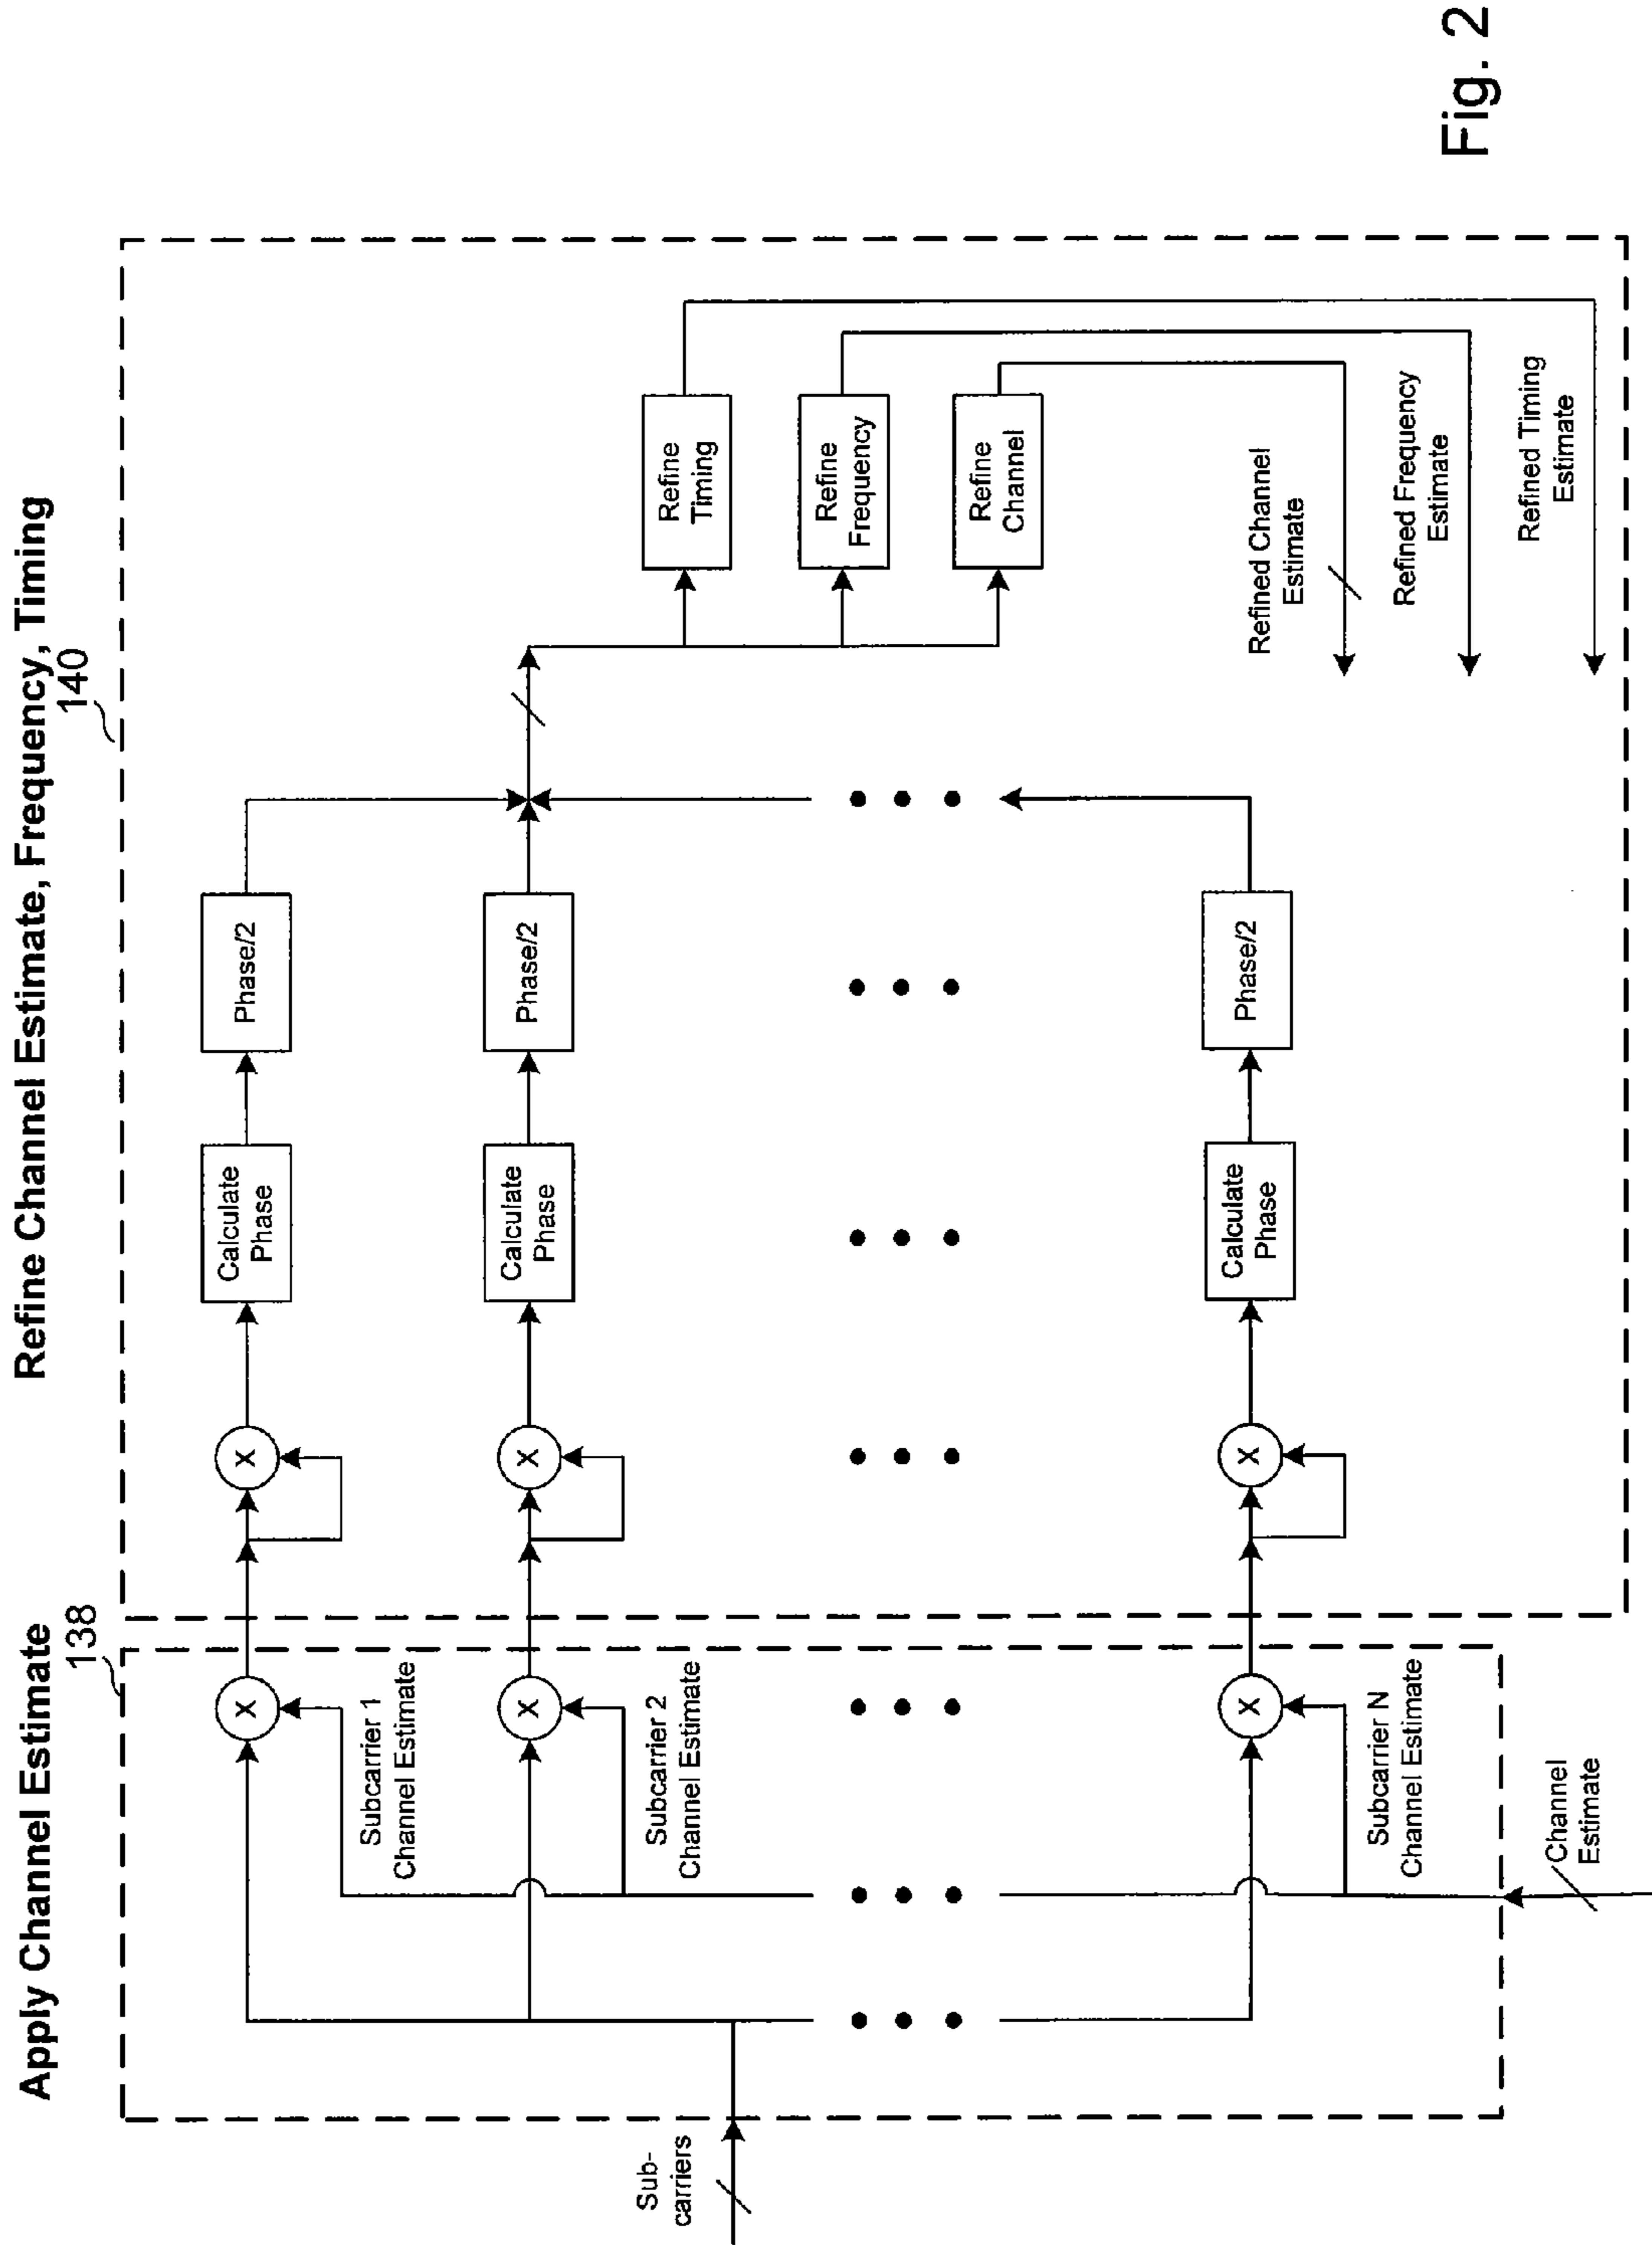 Apply Channel Estimate
138
Refine Channel Estimate, Frequency, Timing
140
Sub-
carriers
X
Subcarrier 1
Channel Estimate
X
Calculate
Phase
Phase/2
X
Subcarrier 2
Channel Estimate
X
Calculate
Phase
Phase/2
X
Subcarrier N
Channel Estimate
X
Calculate
Phase
Phase/2
Channel
Estimate
Refine
Timing
Refine
Frequency
Refine
Channel
Refined Channel
Estimate
Refined Frequency
Estimate
Refined Timing
Estimate
Fig. 2